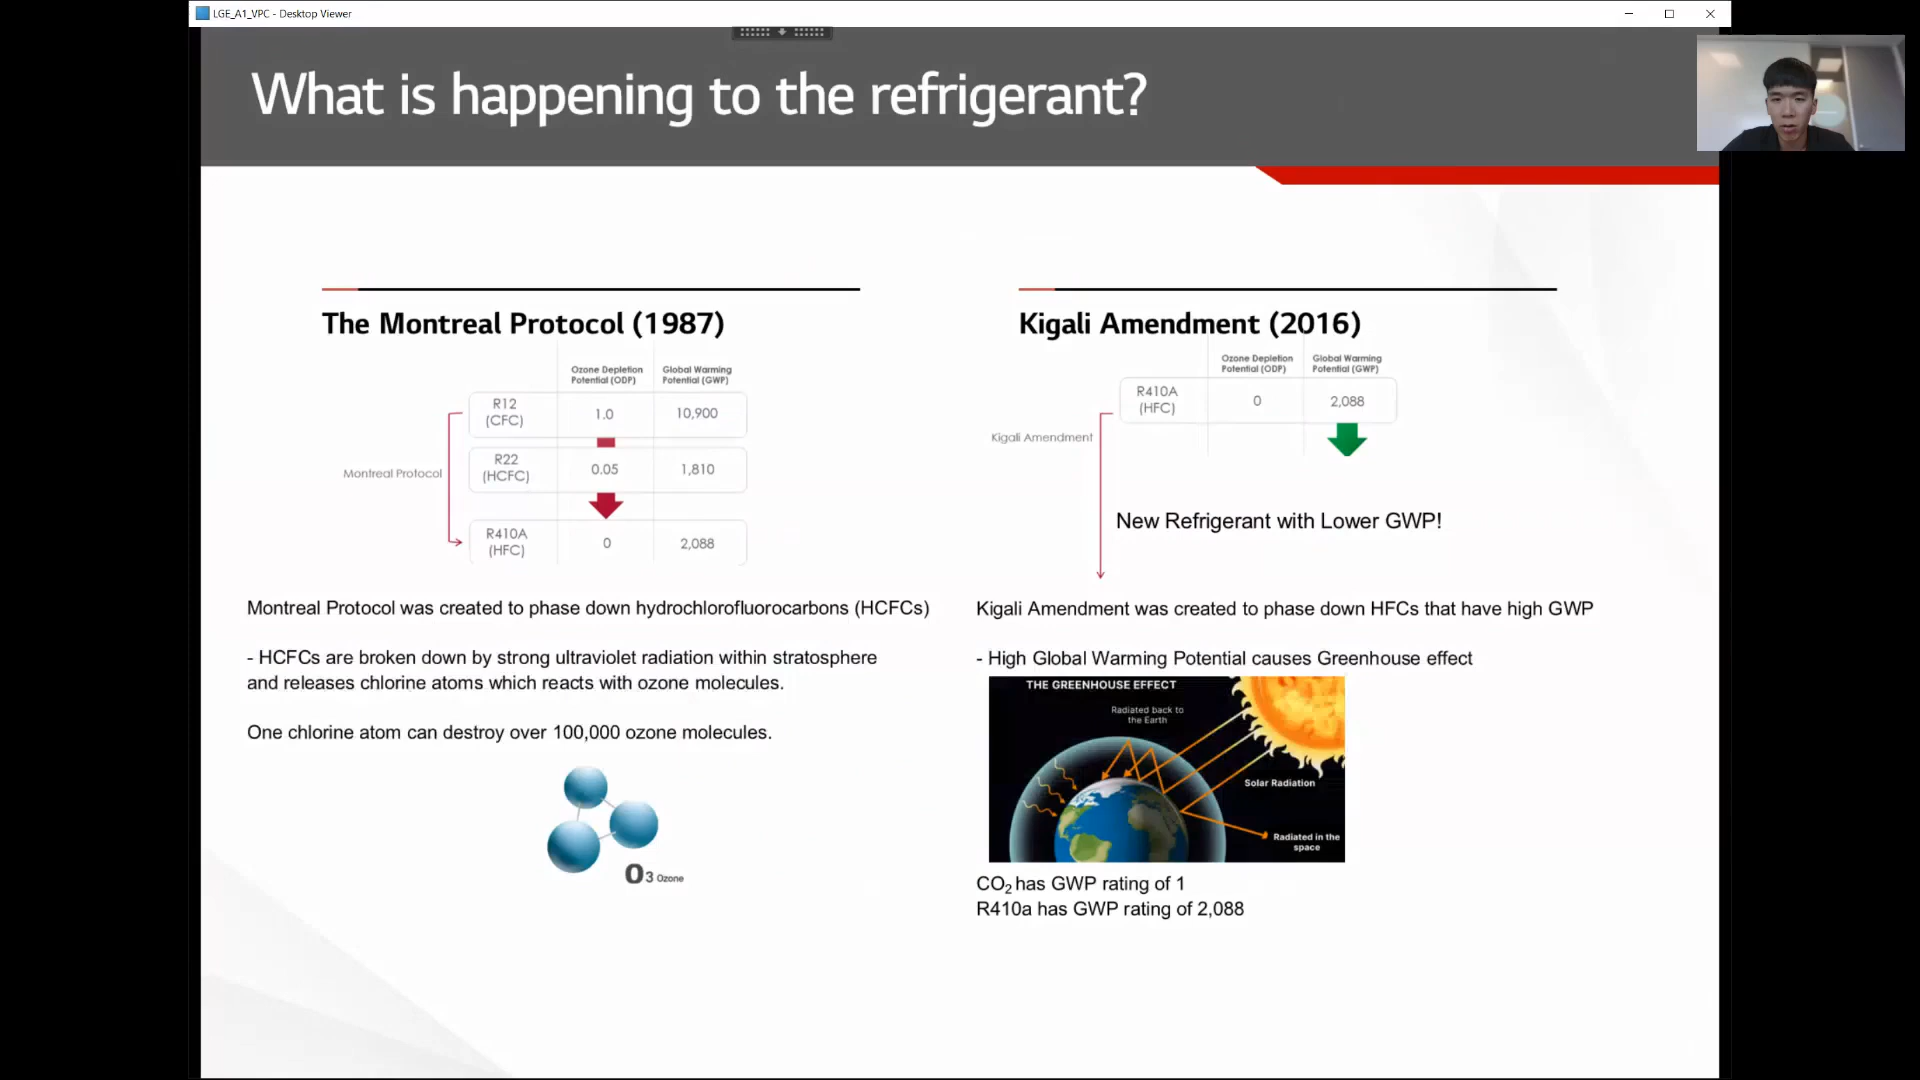 LGE_A1_VPC - Desktop Viewer
What is happening to the refrigerant?
The Montreal Protocol (1987)
Ozone Depletion
Potential (ODP)
Global Warming
Potential (GWP)
R12
(CFC)
1.0
10,900
Montreal Protocol
R22
(HCFC)
0.05
1,810
R410A
(HFC)
0
2,088
Montreal Protocol was created to phase down hydrochlorofluorocarbons (HCFCs)
- HCFCs are broken down by strong ultraviolet radiation within stratosphere
and releases chlorine atoms which reacts with ozone molecules.
One chlorine atom can destroy over 100,000 ozone molecules.
O3 Ozone
Kigali Amendment (2016)
Ozone Depletion
Potential (ODP)
Global Warming
Potential (GWP)
R410A
(HFC)
0
2,088
Kigali Amendment
New Refrigerant with Lower GWP!
Kigali Amendment was created to phase down HFCs that have high GWP
- High Global Warming Potential causes Greenhouse effect
THE GREENHOUSE EFFECT
Radiated back to
the Earth
Solar Radiation
Radiated in the
space
CO2 has GWP rating of 1
R410a has GWP rating of 2,088